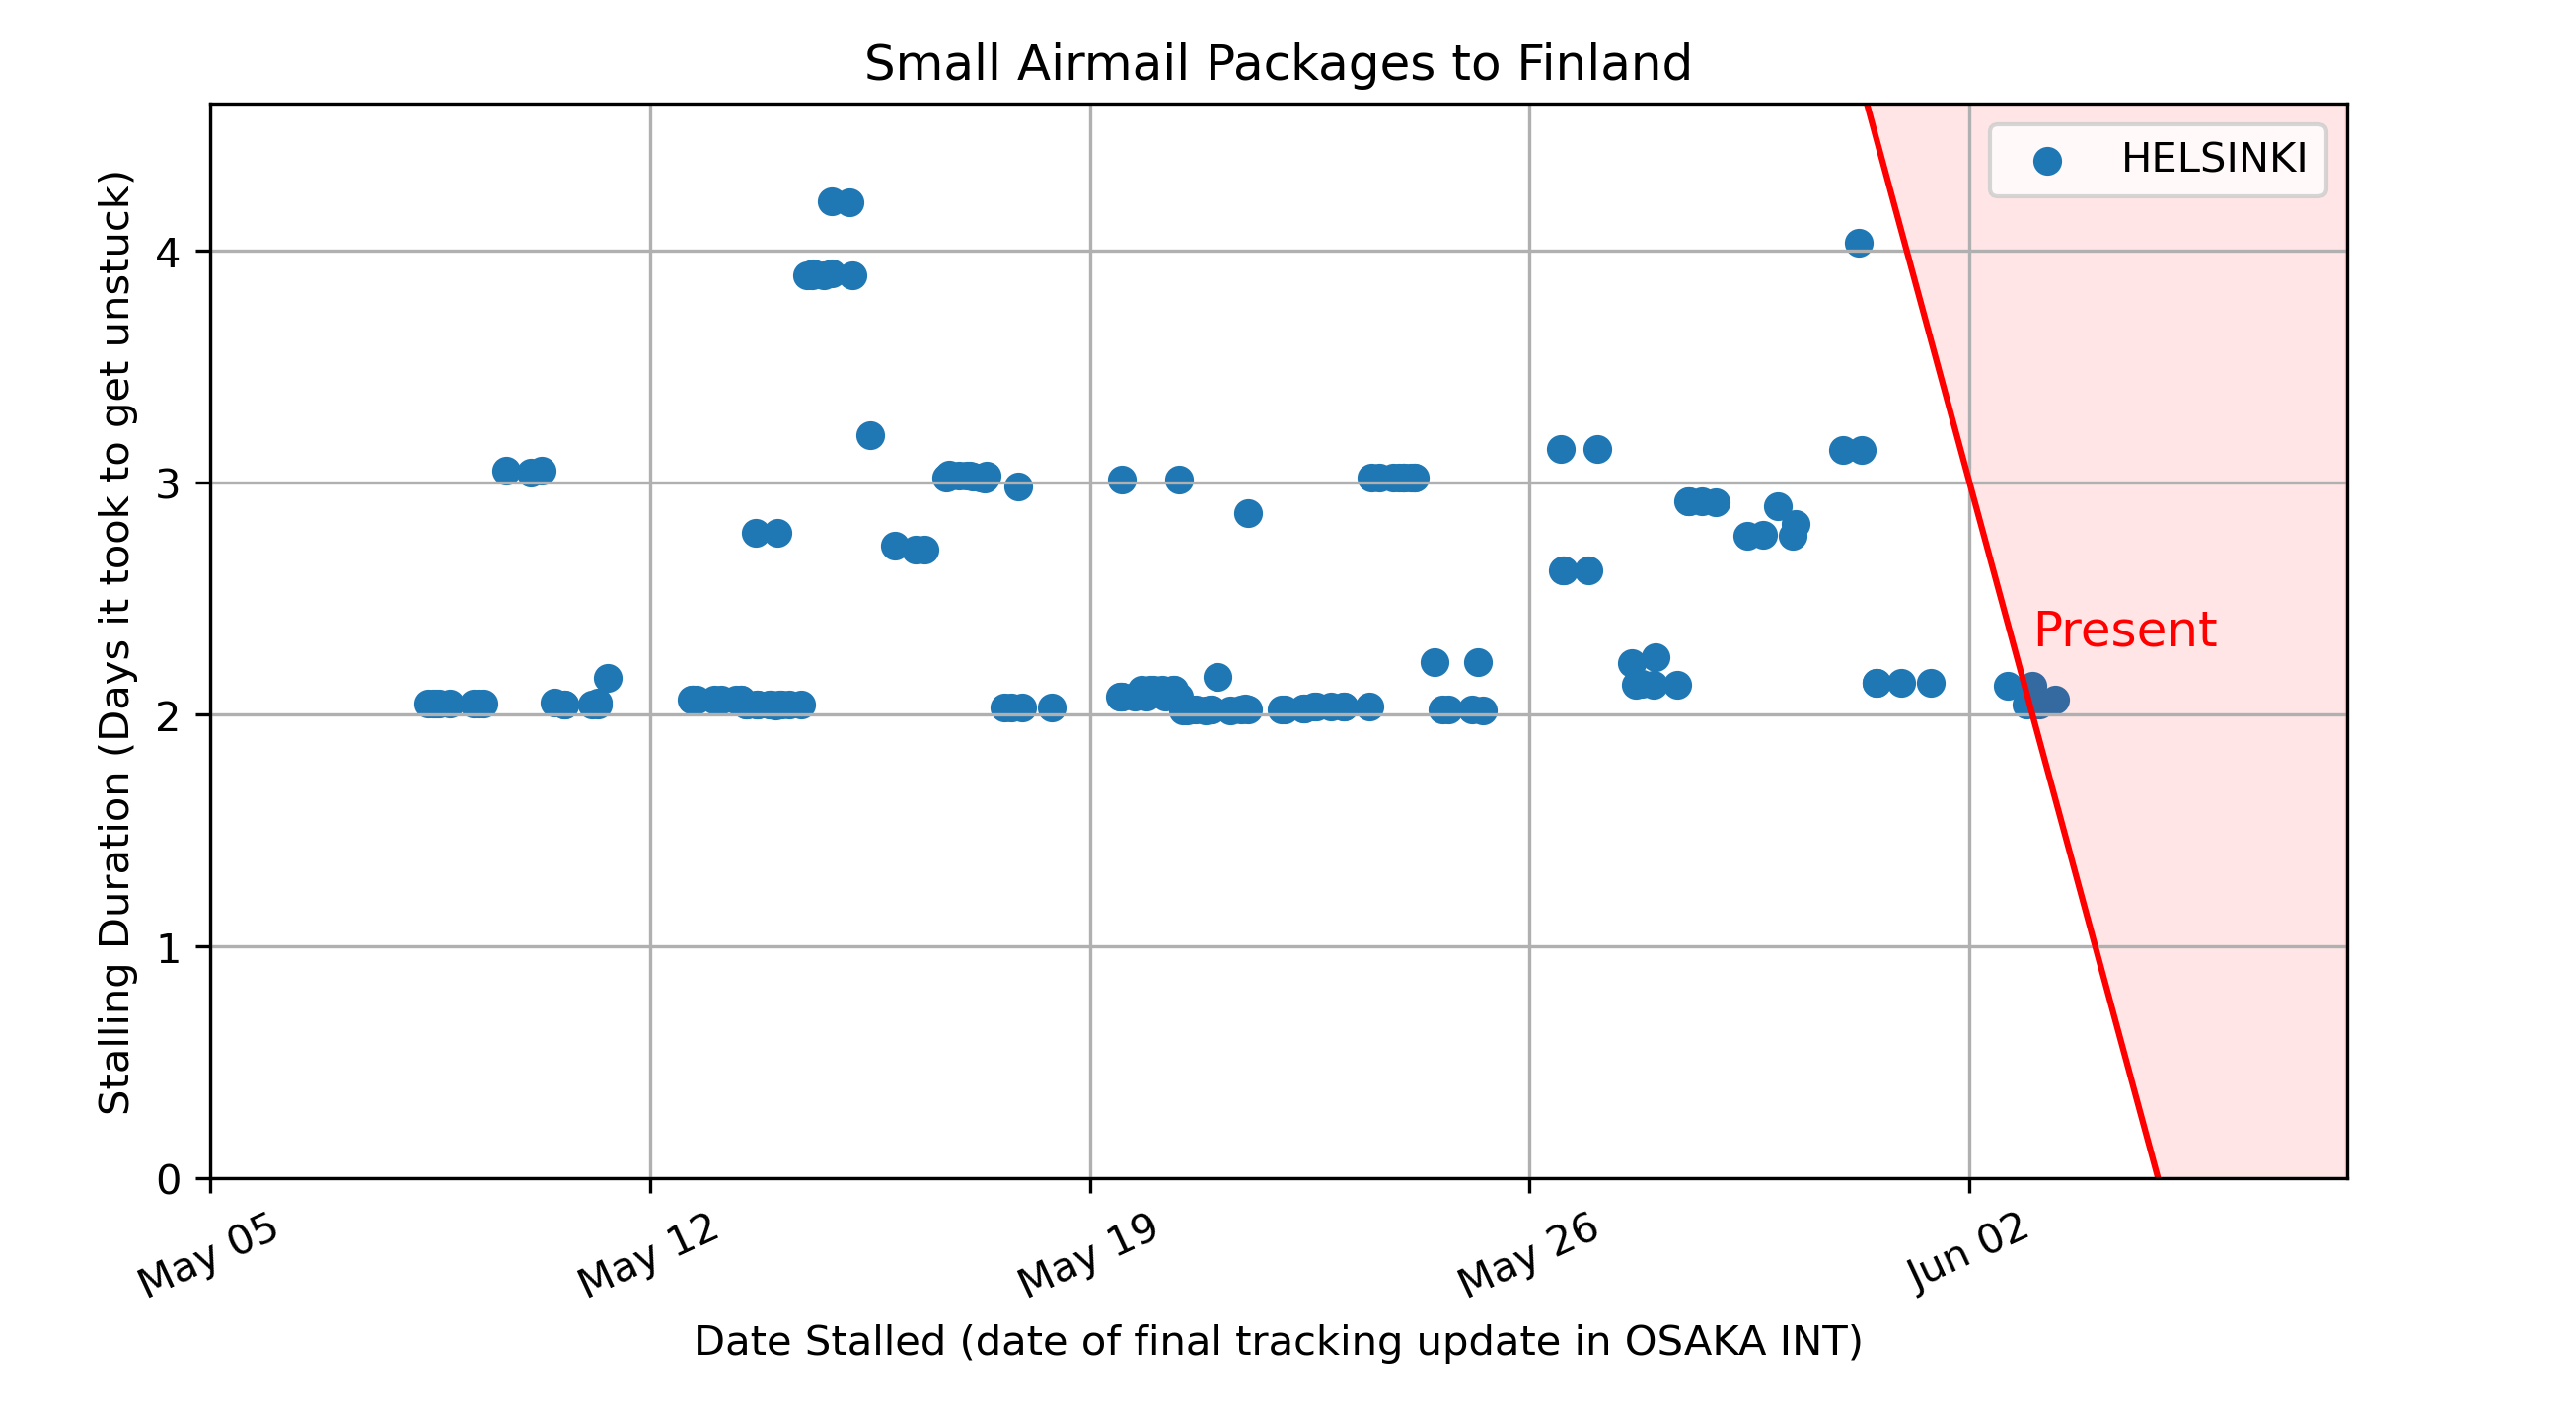 Small Airmail Packages to Finland
HELSINKI
Present
Stalling Duration (Days it took to get unstuck)
4
3
2
1
0
May 05
May 12
May 19
May 26
Jun 02
Date Stalled (date of final tracking update in OSAKA INT)